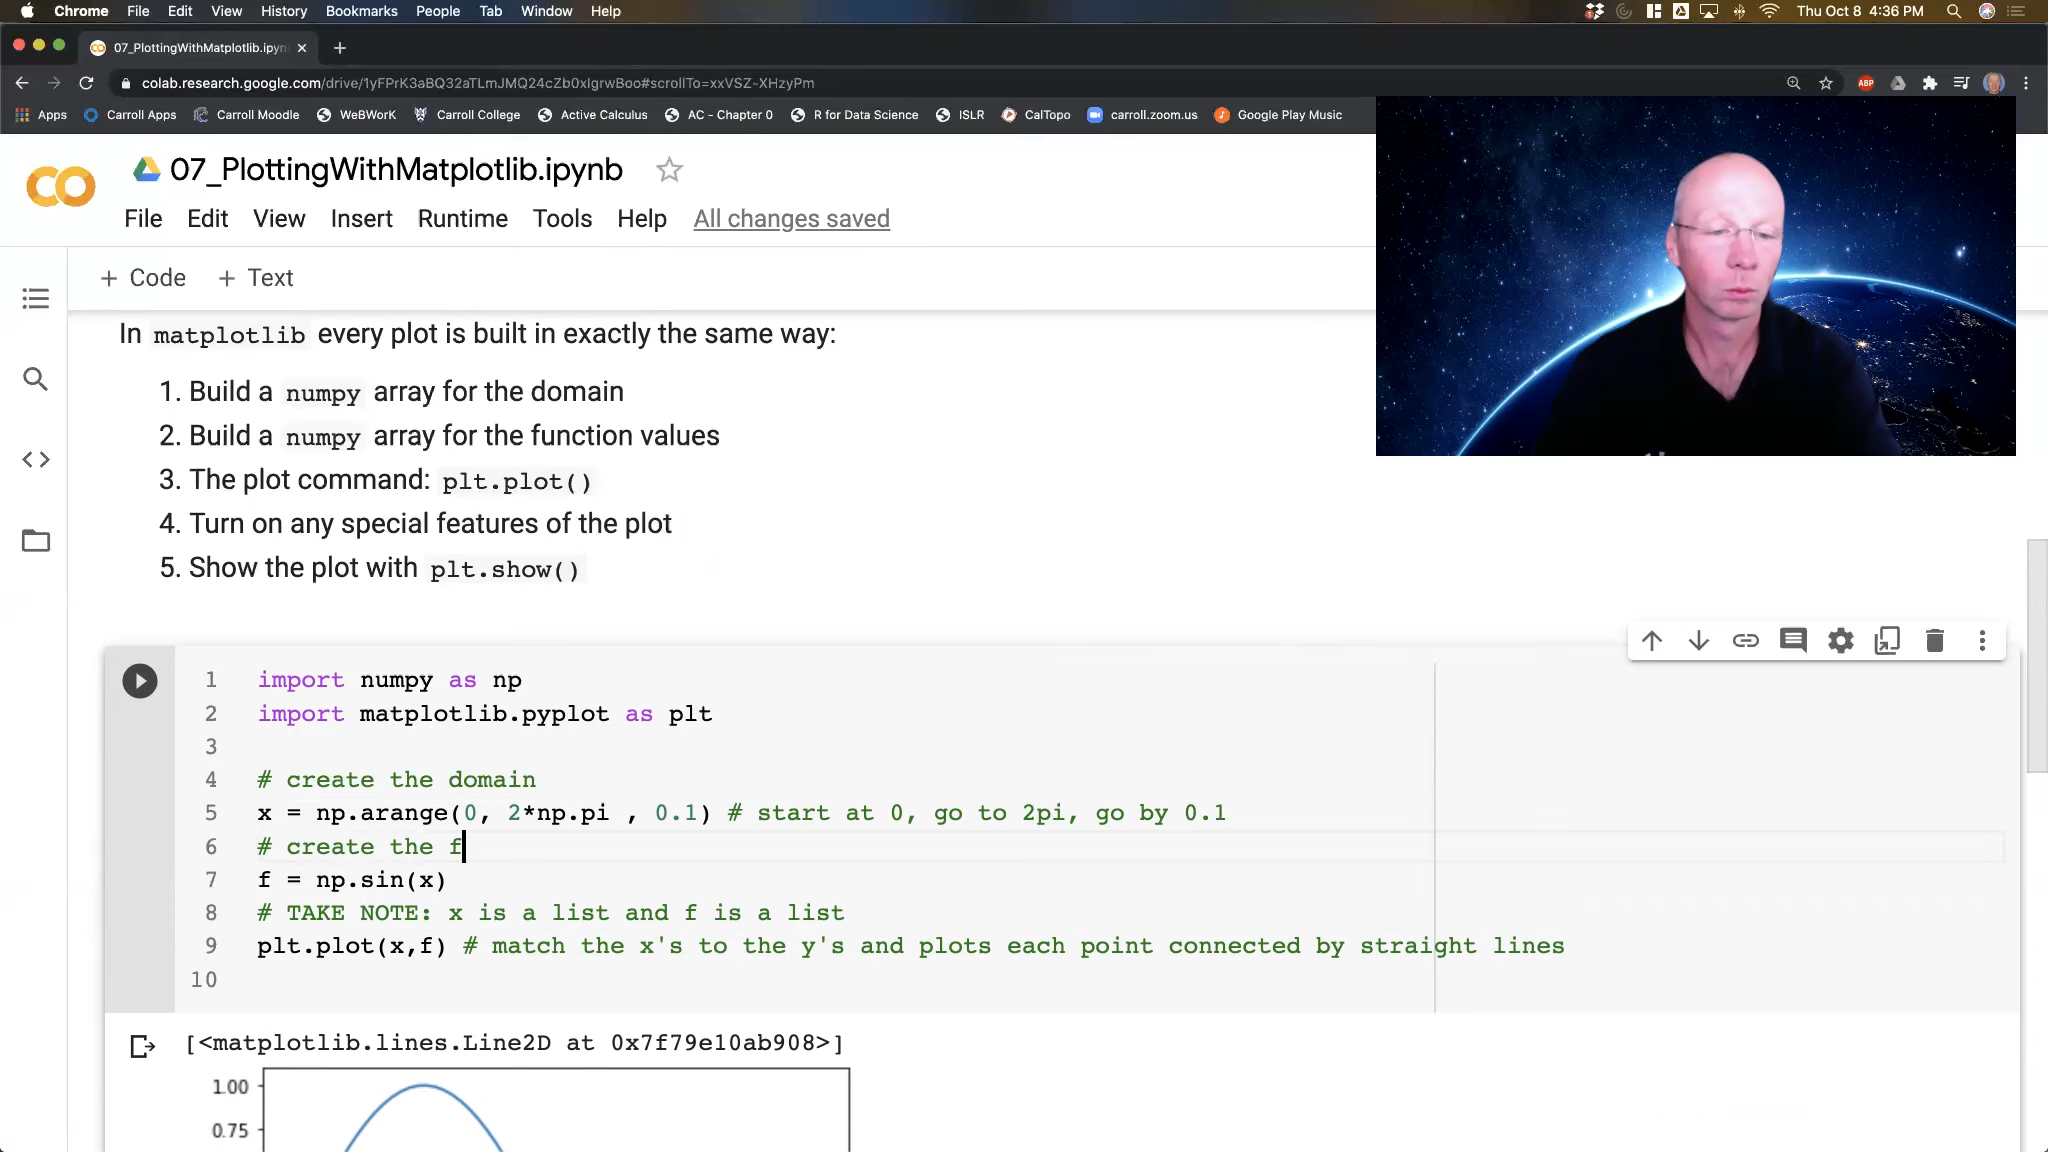 Chrome File Edit View History Bookmarks People Tab Window Help Thu Oct 8 4:36 PM
07_PlottingWithMatplotlib.ipyn
colab.research.google.com/drive/1yFPrK3aBQ32aTLmJMQ24cZb0xIgrwBoo#scrollTo=xxVSZ-XHzyPm ABP
Apps Carroll Apps Carroll Moodle WeBWorK Carroll College Active Calculus AC - Chapter 0 R for Data Science ISLR CalTopo carroll.zoom.us Google Play Music
CO 07_PlottingWithMatplotlib.ipynb
File Edit View Insert Runtime Tools Help All changes saved
+ Code + Text
In matplotlib every plot is built in exactly the same way:
1. Build a numpy array for the domain
2. Build a numpy array for the function values
3. The plot command: plt.plot()
4. Turn on any special features of the plot
5. Show the plot with plt.show()
1 import numpy as np
2 import matplotlib.pyplot as plt
3
4 # create the domain
5 x = np.arange(0, 2*np.pi , 0.1) # start at 0, go to 2pi, go by 0.1
6 # create the f
7 f = np.sin(x)
8 # TAKE NOTE: x is a list and f is a list
9 plt.plot(x,f) # match the x's to the y's and plots each point connected by straight lines
10
[<matplotlib.lines.Line2D at 0x7f79e10ab908>]
1.00
0.75